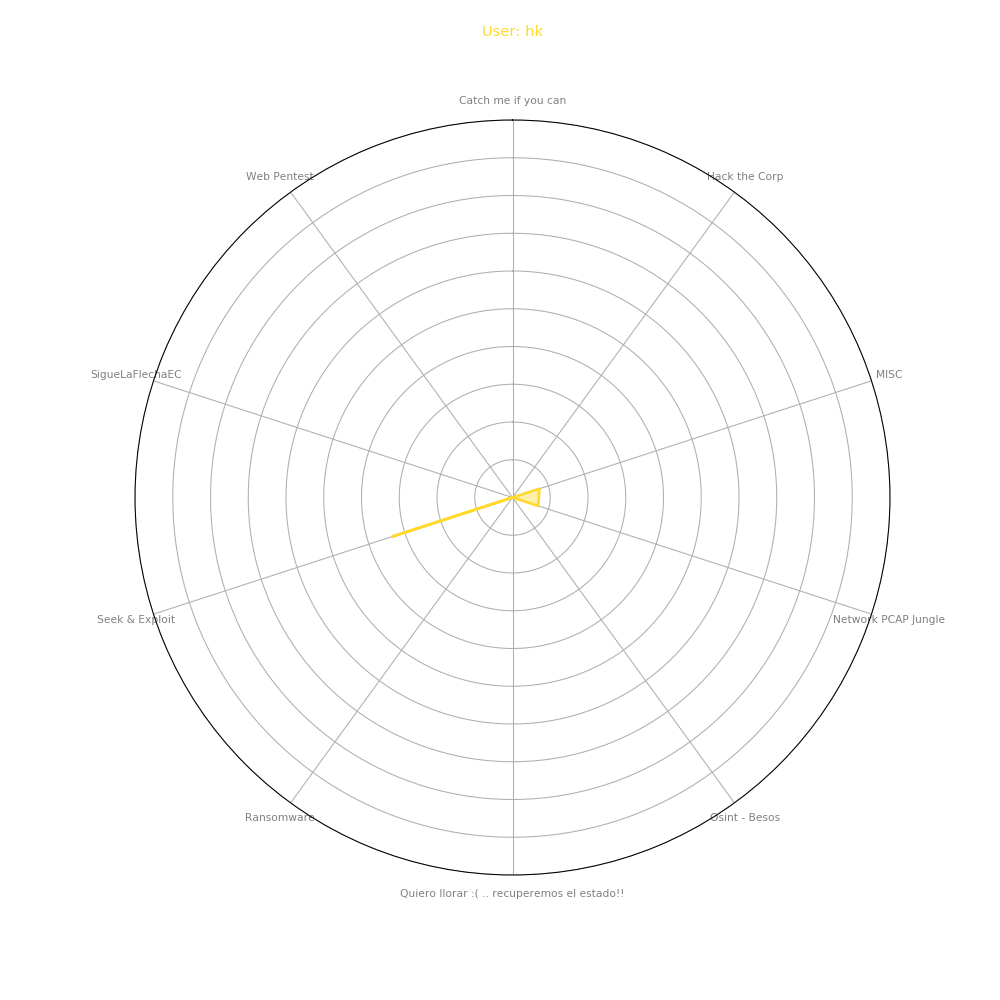 User: hk
Catch me if you can
Web Pentest
Hack the Corp
SigueLaFlechaEC
MISC
Seek & Exploit
Network PCAP Jungle
Ransomware
Osint - Besos
Quiero llorar :( .. recuperemos el estado!!